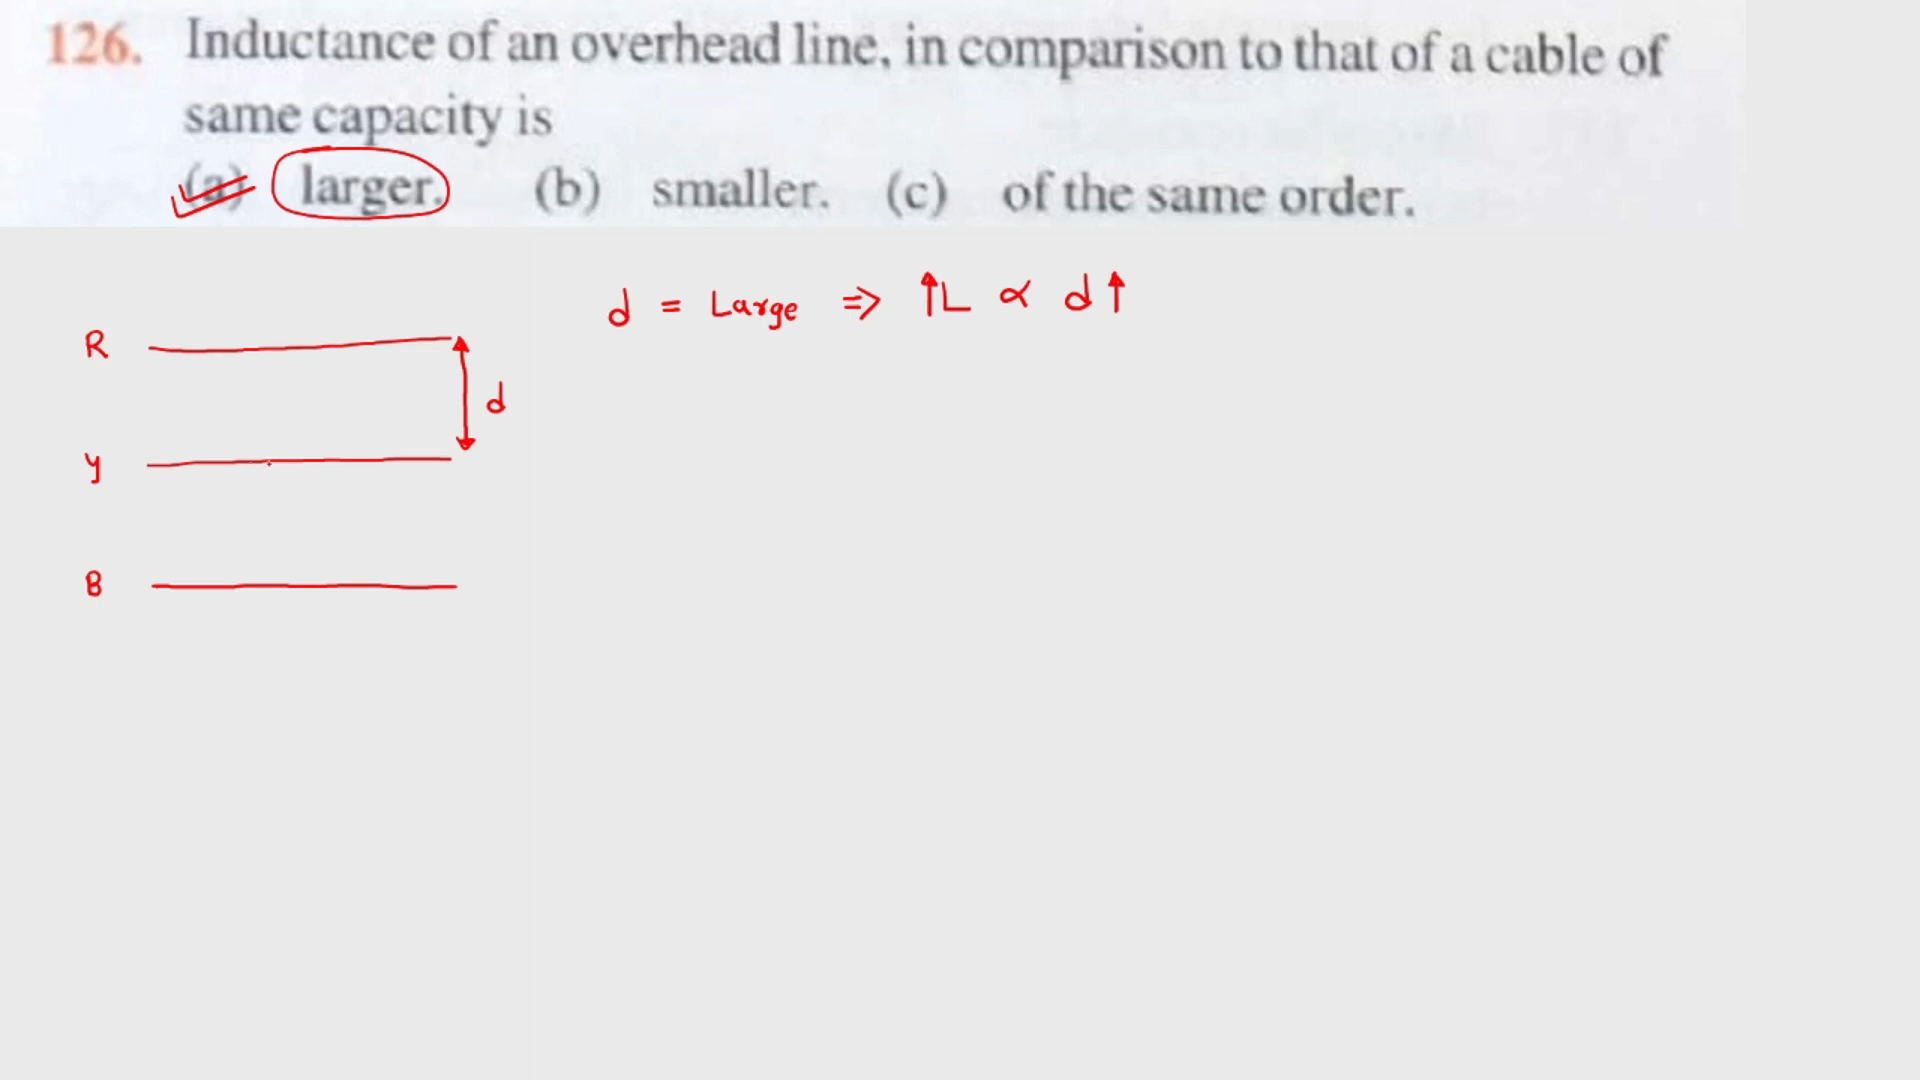 126. Inductance of an overhead line, in comparison to that of a cable of
same capacity is
(a) larger. (b) smaller. (c) of the same order.
d = Large ⇒ ↑L ∝ d↑
R
d
Y
B